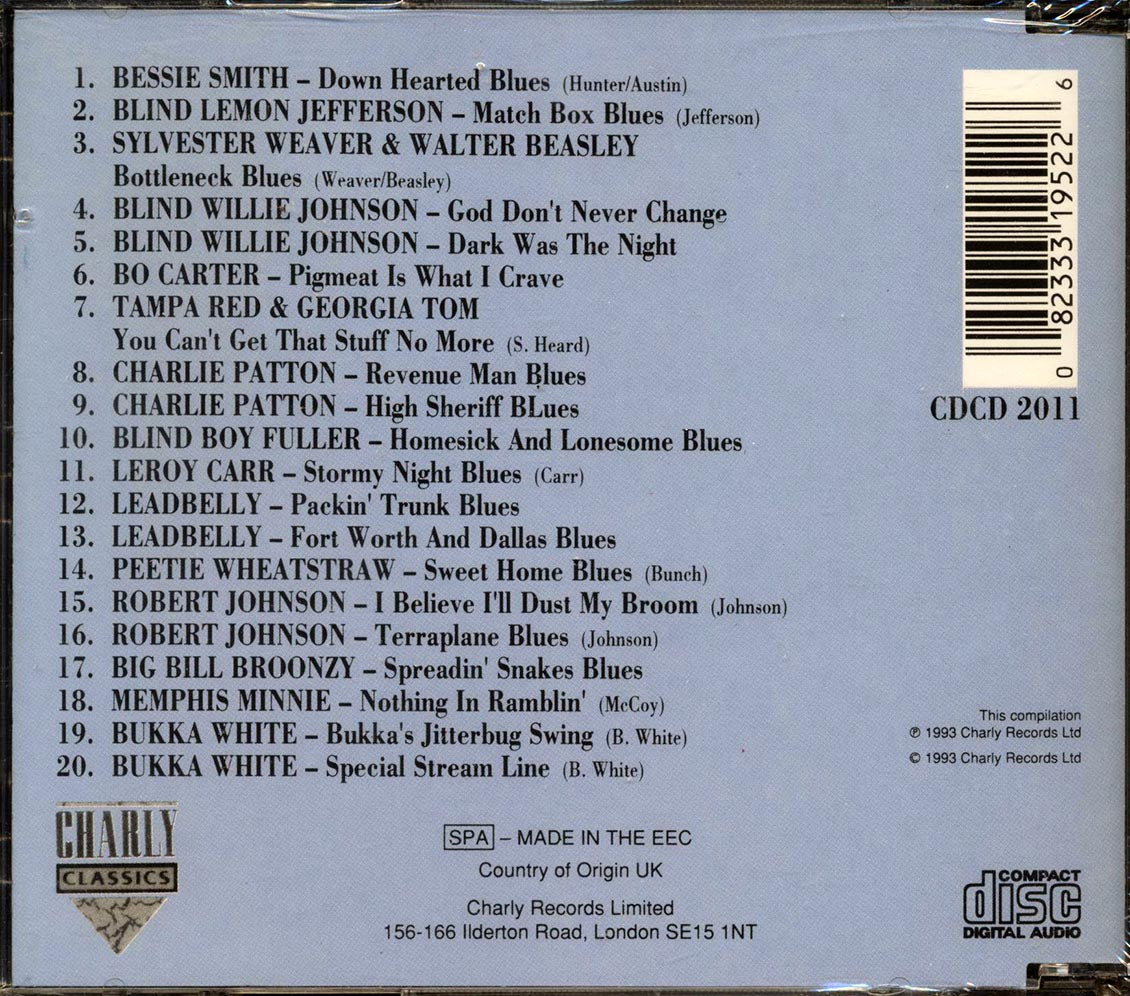 1. BESSIE SMITH – Down Hearted Blues (Hunter/Austin)
2. BLIND LEMON JEFFERSON – Match Box Blues (Jefferson)
3. SYLVESTER WEAVER & WALTER BEASLEY
Bottleneck Blues (Weaver/Beasley)
4. BLIND WILLIE JOHNSON – God Don't Never Change
5. BLIND WILLIE JOHNSON – Dark Was The Night
6. BO CARTER – Pigmeat Is What I Crave
7. TAMPA RED & GEORGIA TOM
You Can't Get That Stuff No More (S. Heard)
8. CHARLIE PATTON – Revenue Man Blues
9. CHARLIE PATTON – High Sheriff BLues
10. BLIND BOY FULLER – Homesick And Lonesome Blues
11. LEROY CARR – Stormy Night Blues (Carr)
12. LEADBELLY – Packin' Trunk Blues
13. LEADBELLY – Fort Worth And Dallas Blues
14. PEETIE WHEATSTRAW – Sweet Home Blues (Bunch)
15. ROBERT JOHNSON – I Believe I'll Dust My Broom (Johnson)
16. ROBERT JOHNSON – Terraplane Blues (Johnson)
17. BIG BILL BROONZY – Spreadin' Snakes Blues
18. MEMPHIS MINNIE – Nothing In Ramblin' (McCoy)
19. BUKKA WHITE – Bukka's Jitterbug Swing (B. White)
20. BUKKA WHITE – Special Stream Line (B. White)
0 82333 19522 6
CDCD 2011
This compilation
℗ 1993 Charly Records Ltd
© 1993 Charly Records Ltd
CHARLY
CLASSICS
SPA – MADE IN THE EEC
Country of Origin UK
Charly Records Limited
156-166 Ilderton Road, London SE15 1NT
COMPACT
disc
DIGITAL AUDIO